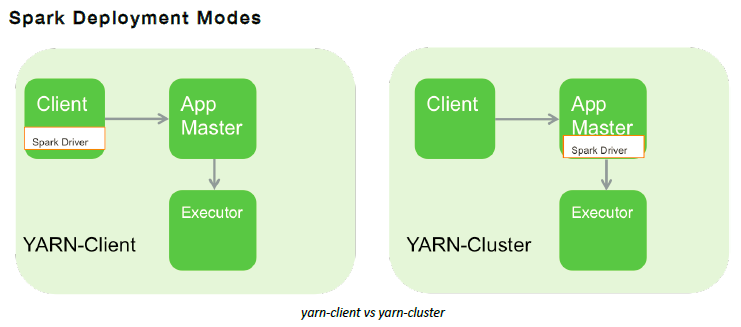 Spark Deployment Modes
Client
Spark Driver
App
Master
Executor
YARN-Client
Client
App
Master
Spark Driver
Executor
YARN-Cluster
yarn-client vs yarn-cluster